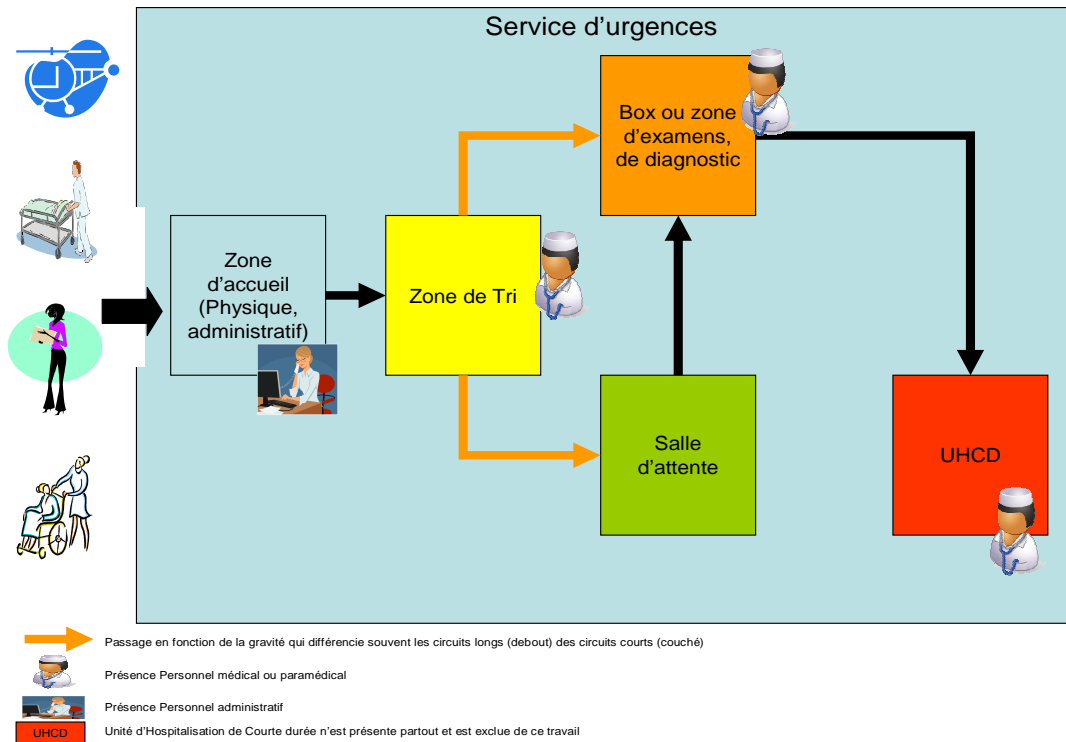 Service d'urgences
Box ou zone
d'examens,
de diagnostic
Zone
d'accueil
(Physique,
administratif)
Zone de Tri
Salle
d'attente
UHCD
Passage en fonction de la gravité qui différencie souvent les circuits longs (debout) des circuits courts (couché)
Présence Personnel médical ou paramédical
Présence Personnel administratif
UHCD
Unité d'Hospitalisation de Courte durée n'est présente partout et est exclue de ce travail